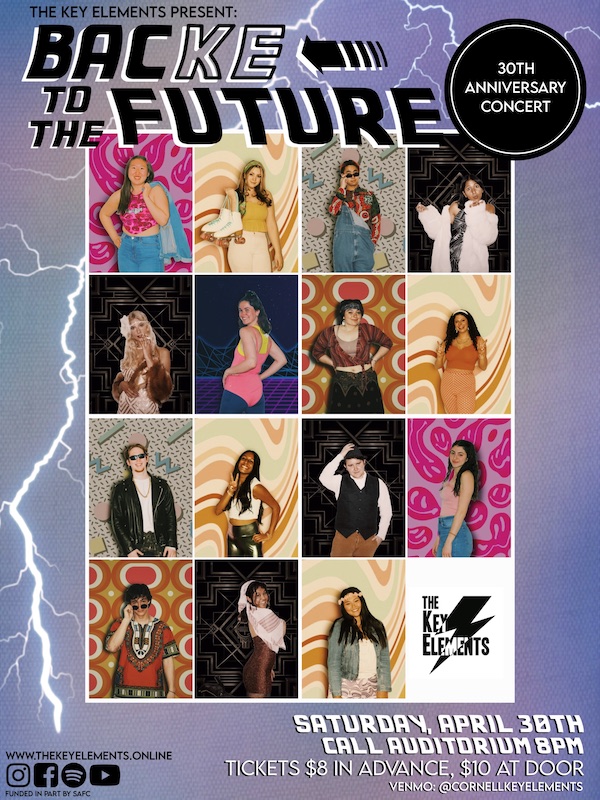 THE KEY ELEMENTS PRESENT:
BACKE
TO THE FUTURE
30TH
ANNIVERSARY
CONCERT
THE
KEY
ELEMENTS
SATURDAY, APRIL 30TH
CALL AUDITORIUM 8PM
TICKETS $8 IN ADVANCE, $10 AT DOOR
VENMO: @CORNELLKEYELEMENTS
WWW.THEKEYELEMENTS.ONLINE
FUNDED IN PART BY SAFC